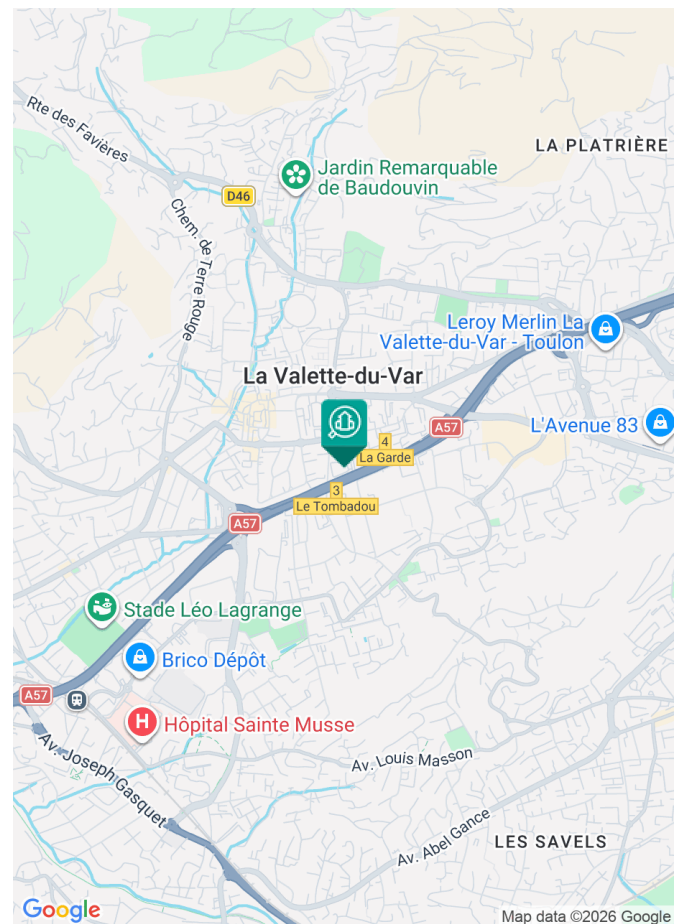 Rte des Favières
LA PLATRIÈRE
Jardin Remarquable
de Baudouvin
D46
Chem. de Terre Rouge
Leroy Merlin La
Valette-du-Var - Toulon
La Valette-du-Var
A57
L'Avenue 83
4
La Garde
3
Le Tombadou
A57
Stade Léo Lagrange
Brico Dépôt
A57
H
Hôpital Sainte Musse
Av. Joseph Gasquet
Av. Louis Masson
Av. Abel Gance
LES SAVELS
Google
Map data ©2026 Google